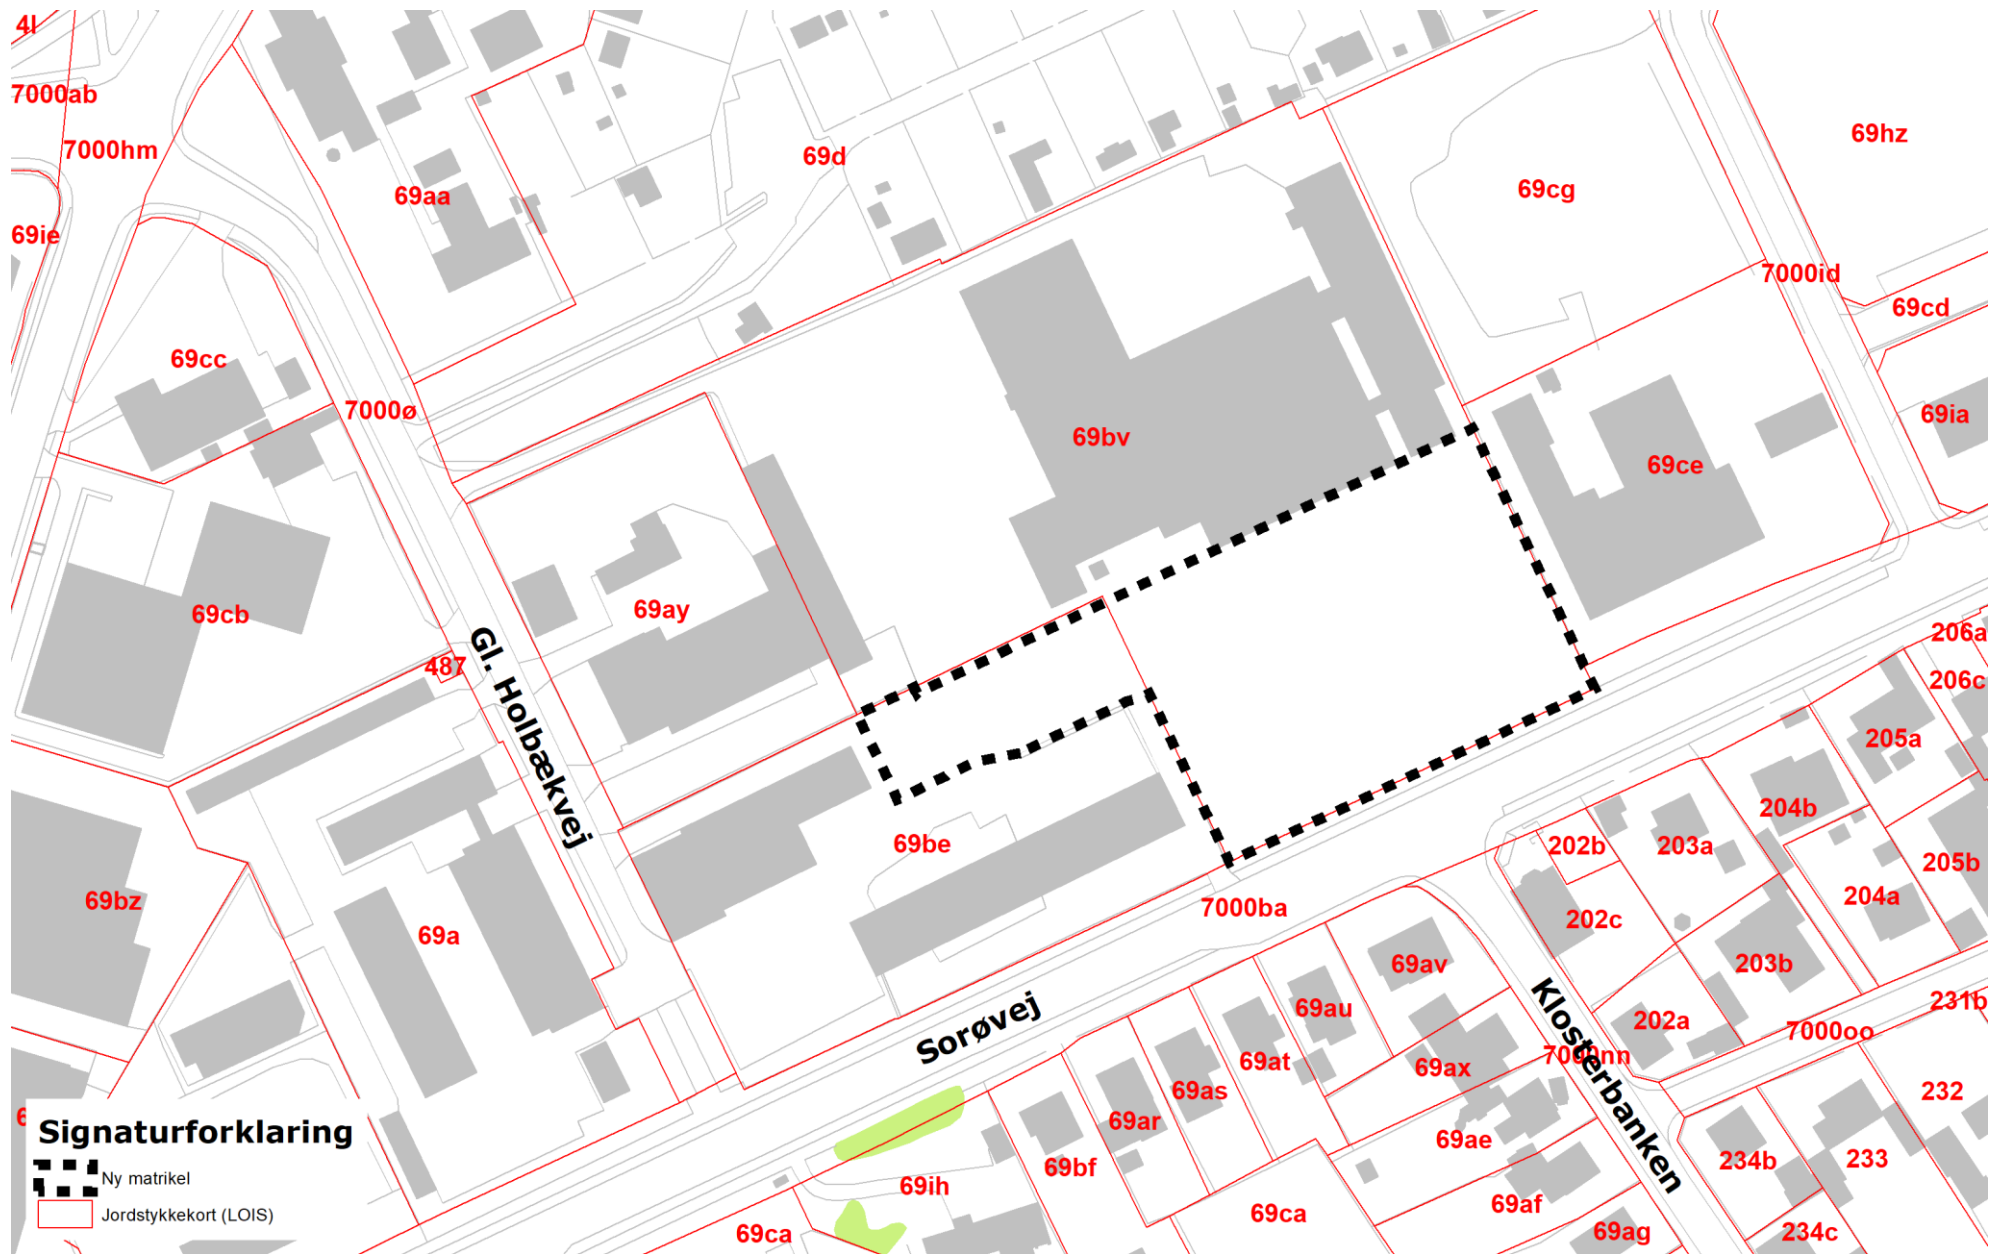 4l
7000ab
7000hm
69hz
69d
69cg
69aa
69ie
7000id
69cd
69cc
7000ø
69ia
69bv
69ce
69ay
69cb
206a
487
206c
Gl. Holbækvej
205a
204b
202b
203a
69be
205b
204a
69bz
7000ba
202c
69a
69av
203b
231b
Sorøvej
69au
202a
7000oo
69at
7000nn
Klosterbanken
69ax
69as
232
69ar
69ae
Signaturforklaring
234b
233
69bf
Ny matrikel
69ih
69af
Jordstykkekort (LOIS)
69ca
69ca
69ag
234c